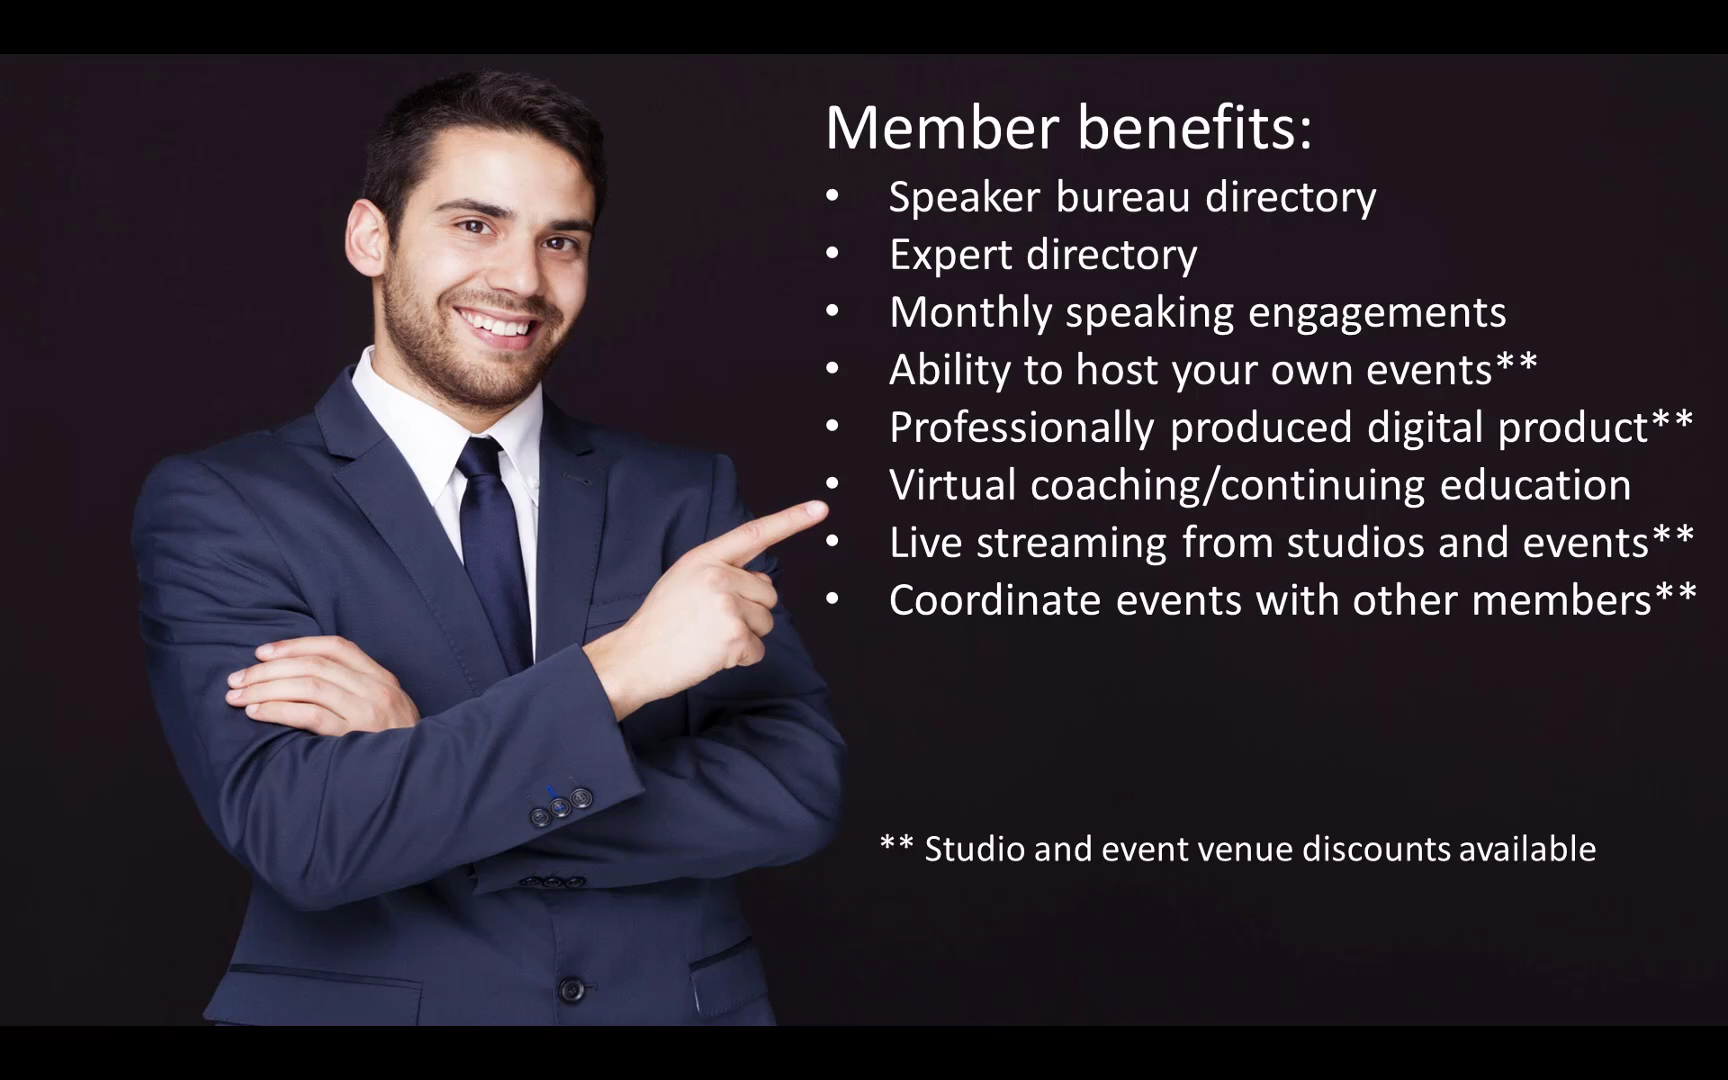 Member benefits:
• Speaker bureau directory
• Expert directory
• Monthly speaking engagements
• Ability to host your own events**
• Professionally produced digital product**
• Virtual coaching/continuing education
• Live streaming from studios and events**
• Coordinate events with other members**
** Studio and event venue discounts available